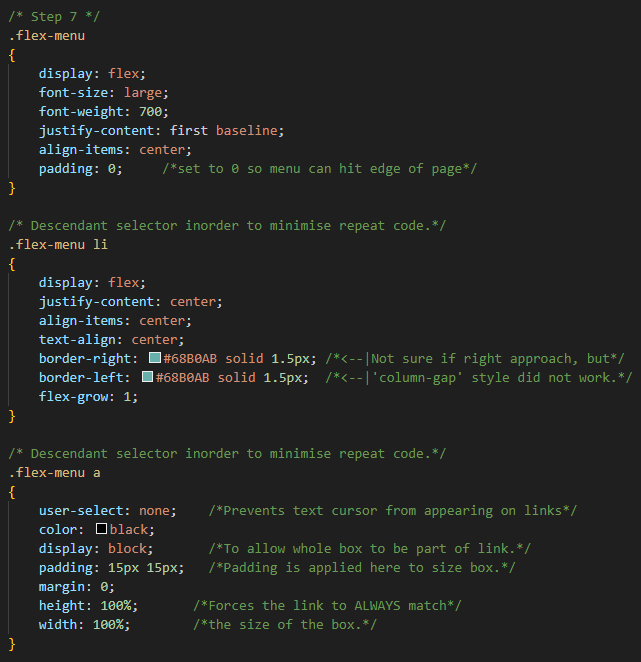 /* Step 7 */
.flex-menu
{
    display: flex;
    font-size: large;
    font-weight: 700;
    justify-content: first baseline;
    align-items: center;
    padding: 0;     /*set to 0 so menu can hit edge of page*/
}

/* Descendant selector inorder to minimise repeat code.*/
.flex-menu li
{
    display: flex;
    justify-content: center;
    align-items: center;
    text-align: center;
    border-right: #68B0AB solid 1.5px; /*<--|Not sure if right approach, but*/
    border-left: #68B0AB solid 1.5px;  /*<--|'column-gap' style did not work.*/
    flex-grow: 1;
}

/* Descendant selector inorder to minimise repeat code.*/
.flex-menu a
{
    user-select: none;    /*Prevents text cursor from appearing on links*/
    color: black;
    display: block;       /*To allow whole box to be part of link.*/
    padding: 15px 15px;   /*Padding is applied here to size box.*/
    margin: 0;
    height: 100%;       /*Forces the link to ALWAYS match*/
    width: 100%;        /*the size of the box.*/
}